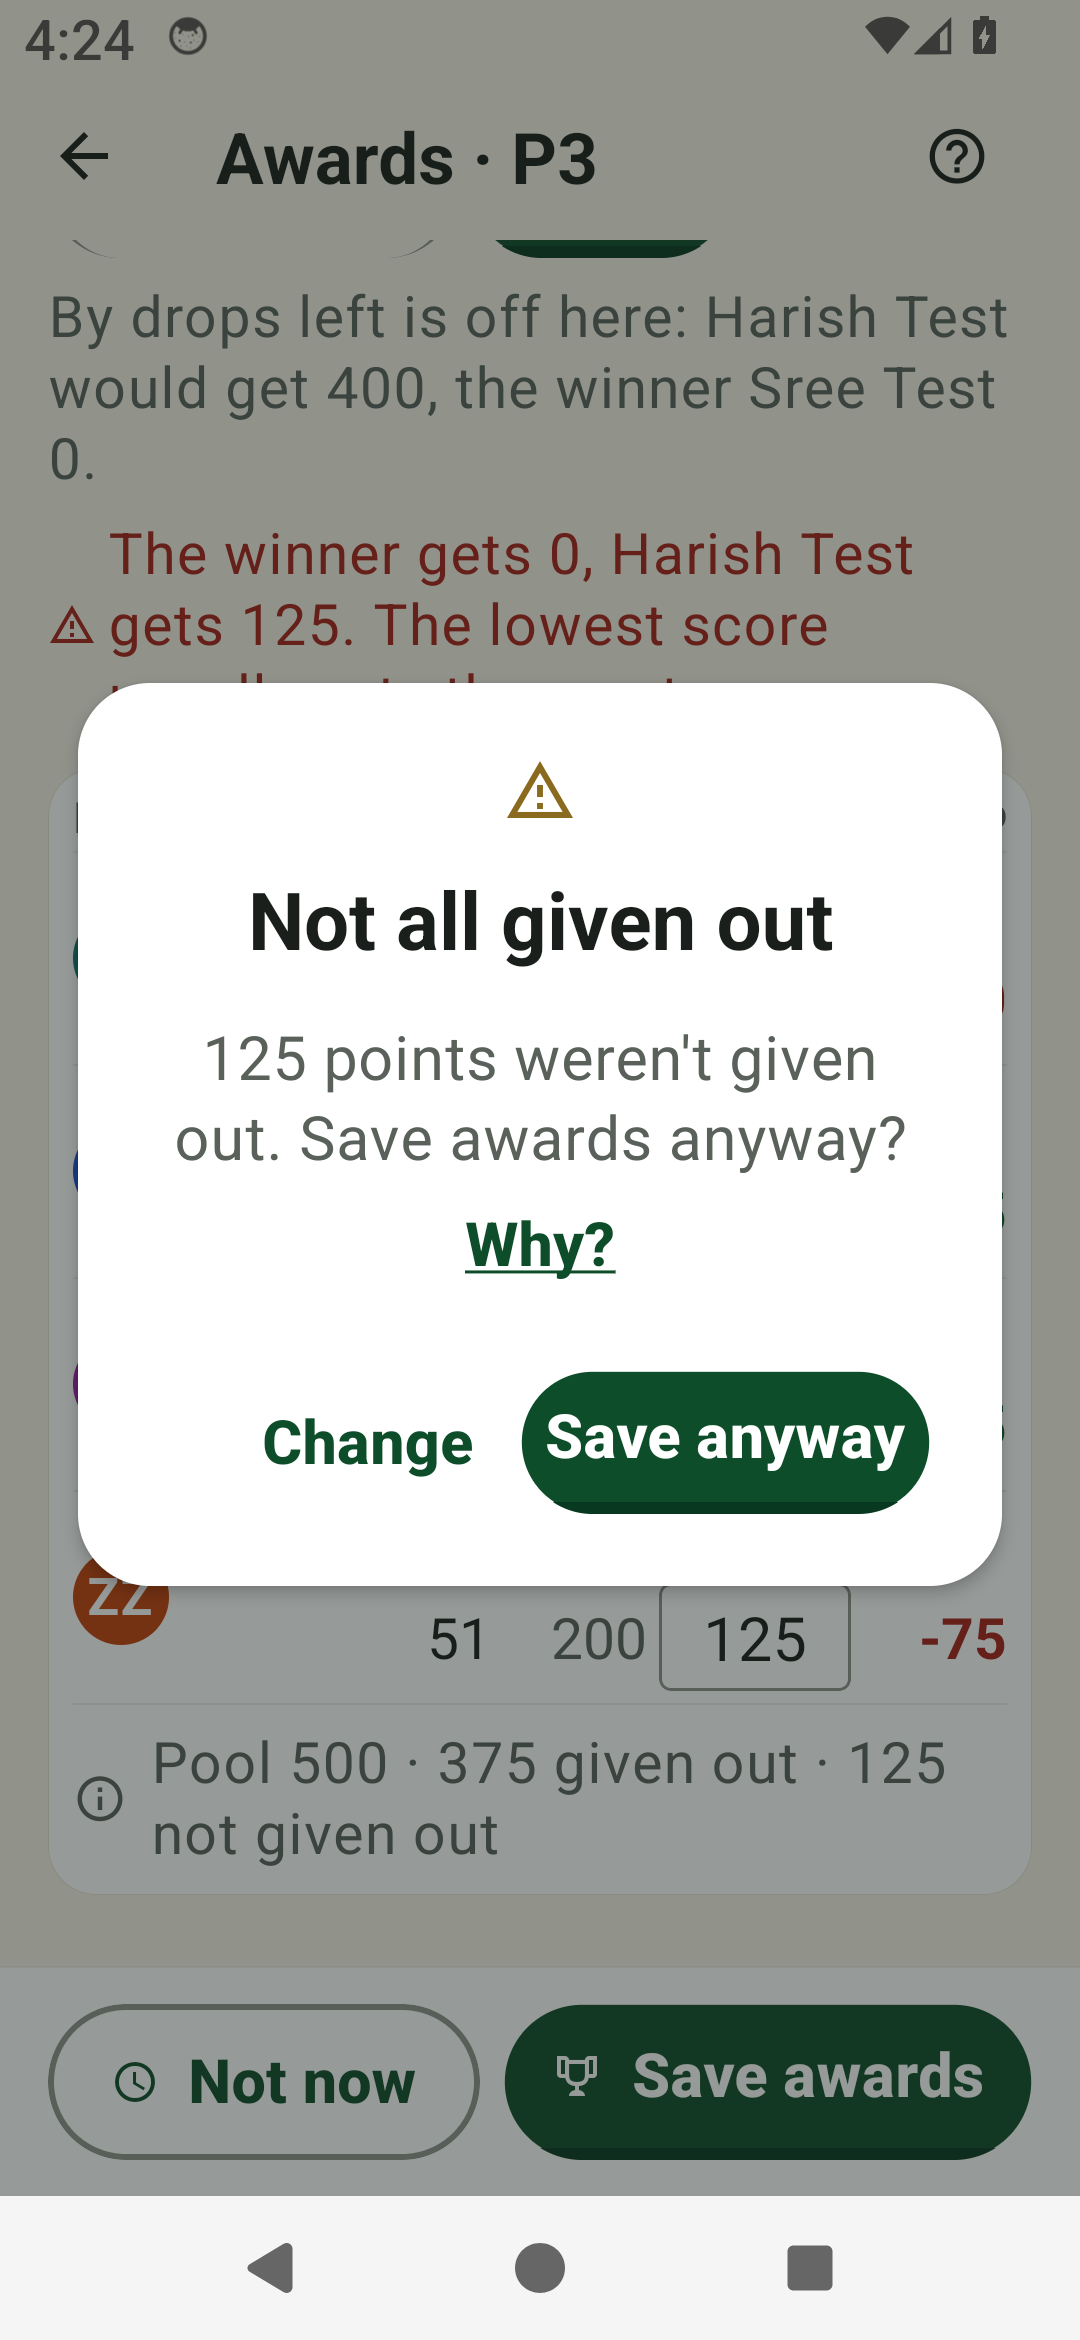 4:24
Awards · P3
By drops left is off here: Harish Test
would get 400, the winner Sree Test
0.
The winner gets 0, Harish Test
gets 125. The lowest score
Not all given out
125 points weren't given
out. Save awards anyway?
Why?
Change
Save anyway
ZZ
51 200 125 -75
Pool 500 · 375 given out · 125
not given out
Not now
Save awards